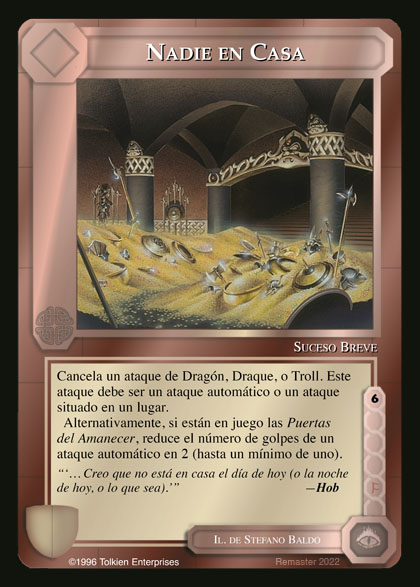 Nadie en Casa
Suceso Breve
Cancela un ataque de Dragón, Draque, o Troll. Este
ataque debe ser un ataque automático o un ataque
situado en un lugar.
Alternativamente, si están en juego las Puertas
del Amanecer, reduce el número de golpes de un
ataque automático en 2 (hasta un mínimo de uno).
“‘… Creo que no está en casa el día de hoy (o la noche
de hoy, o lo que sea).’” —Hob
6
Il. de Stefano Baldo
©1996 Tolkien Enterprises
Remaster 2022